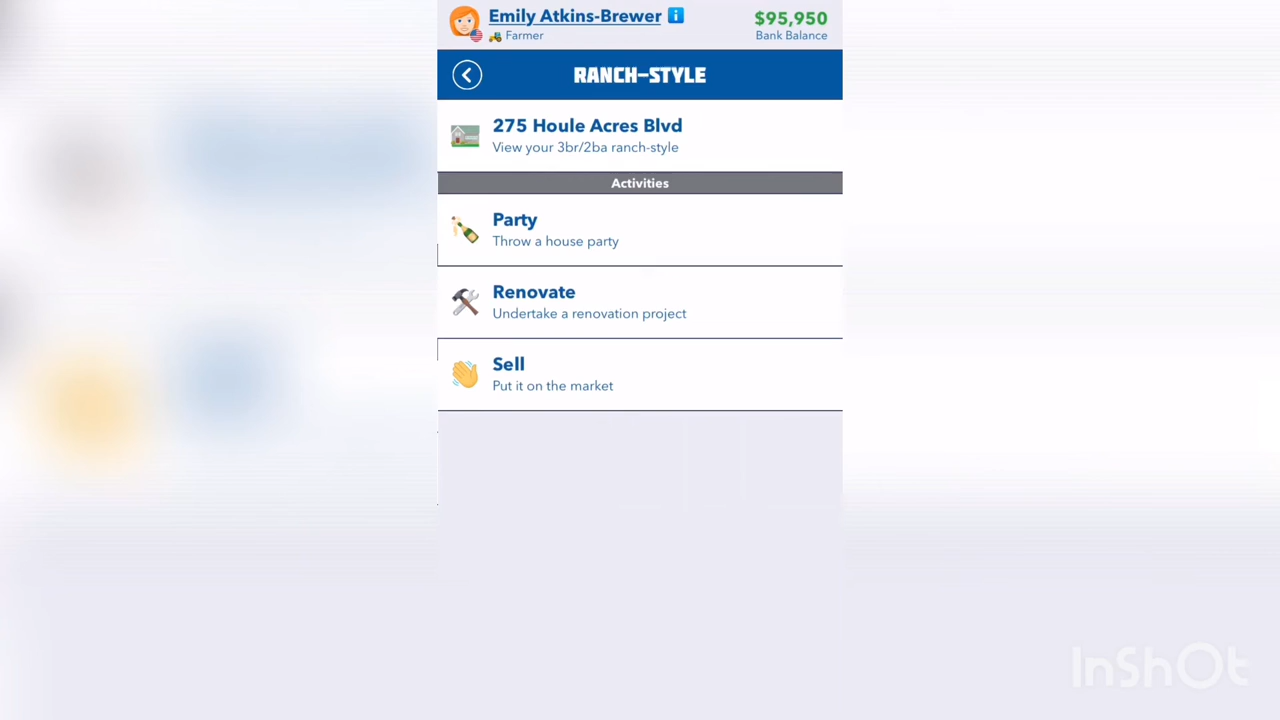 Emily Atkins-Brewer
$95,950
Farmer
Bank Balance
RANCH-STYLE
275 Houle Acres Blvd
View your 3br/2ba ranch-style
Activities
Party
Throw a house party
Renovate
Undertake a renovation project
Sell
Put it on the market
InShOt